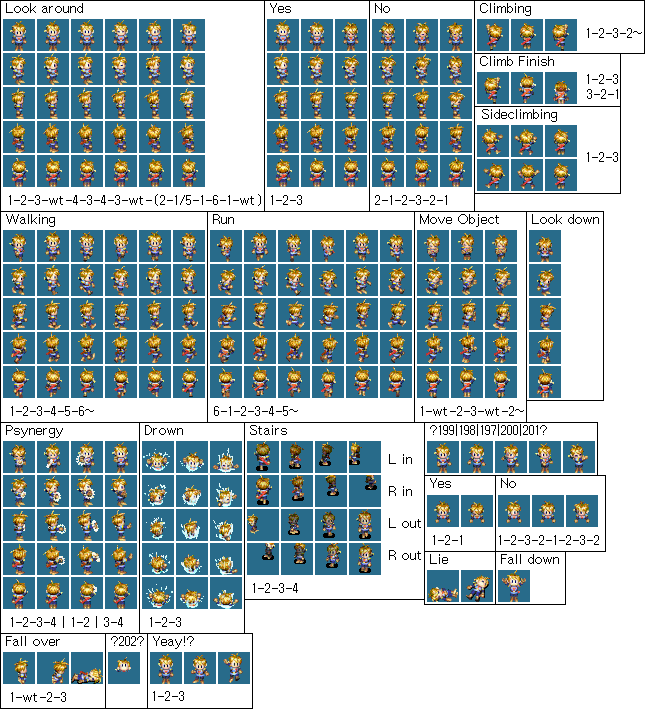 Look around
Yes
No
Climbing
1-2-3-2~
Climb Finish
1-2-3
3-2-1
Sideclimbing
1-2-3
1-2-3-wt-4-3-4-3-wt-(2-1/5-1-6-1-wt)
1-2-3
2-1-2-3-2-1
Walking
Run
Move Object
Look down
1-2-3-4-5-6~
6-1-2-3-4-5~
1-wt-2-3-wt-2~
Psynergy
Drown
Stairs
?199|198|197|200|201?
L in
R in
L out
R out
Yes
No
1-2-1
1-2-3-2-1-2-3-2
Lie
Fall down
1-2-3-4
1-2-3-4 | 1-2 | 3-4
1-2-3
Fall over
?202?
Yeay!?
1-wt-2-3
1-2-3